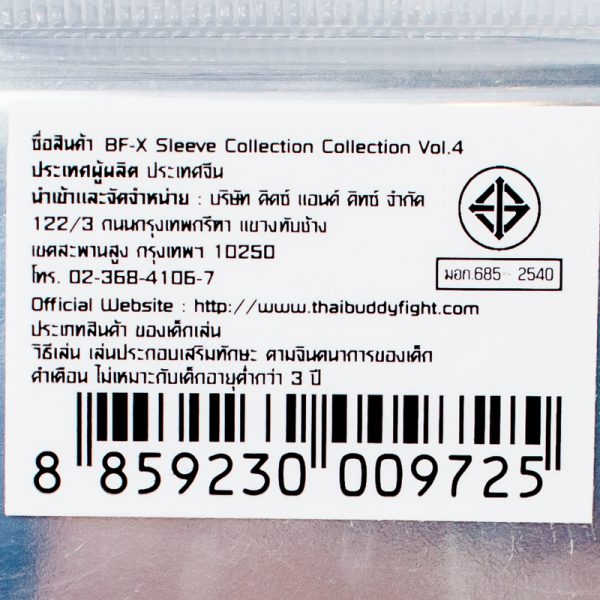 ชื่อสินค้า BF-X Sleeve Collection Collection Vol.4
ประเทศผู้ผลิต ประเทศจีน
นำเข้าและจัดจำหน่าย : บริษัท คิดซ์ แอนด์ คิทซ์ จำกัด
122/3 ถนนกรุงเทพกรีฑา แขวงทับช้าง
เขตสะพานสูง กรุงเทพฯ 10250
โทร. 02-368-4106-7
มอก.685 - 2540
Official Website : http://www.thaibuddyfight.com
ประเภทสินค้า ของเด็กเล่น
วิธีเล่น เล่นประกอบเสริมทักษะ ตามจินตนาการของเด็ก
คำเตือน ไม่เหมาะกับเด็กอายุต่ำกว่า 3 ปี
8 859230 009725